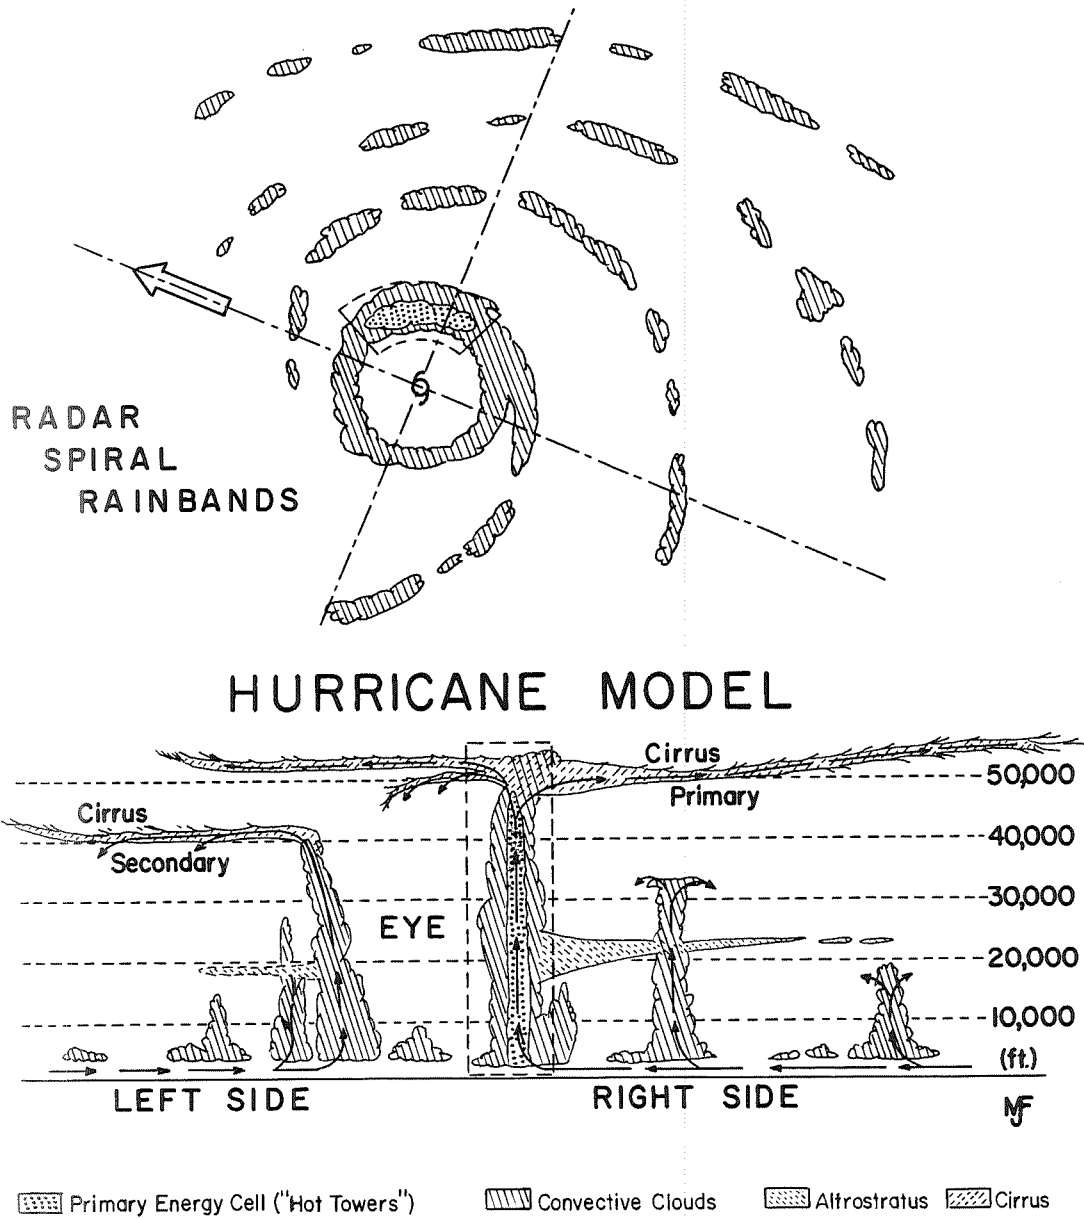 RADAR
SPIRAL
RAINBANDS
HURRICANE MODEL
Cirrus
50,000
Primary
Cirrus
40,000
Secondary
30,000
EYE
20,000
10,000
(ft.)
LEFT SIDE
RIGHT SIDE
MJF
Primary Energy Cell ("Hot Towers")
Convective Clouds
Altrostratus
Cirrus